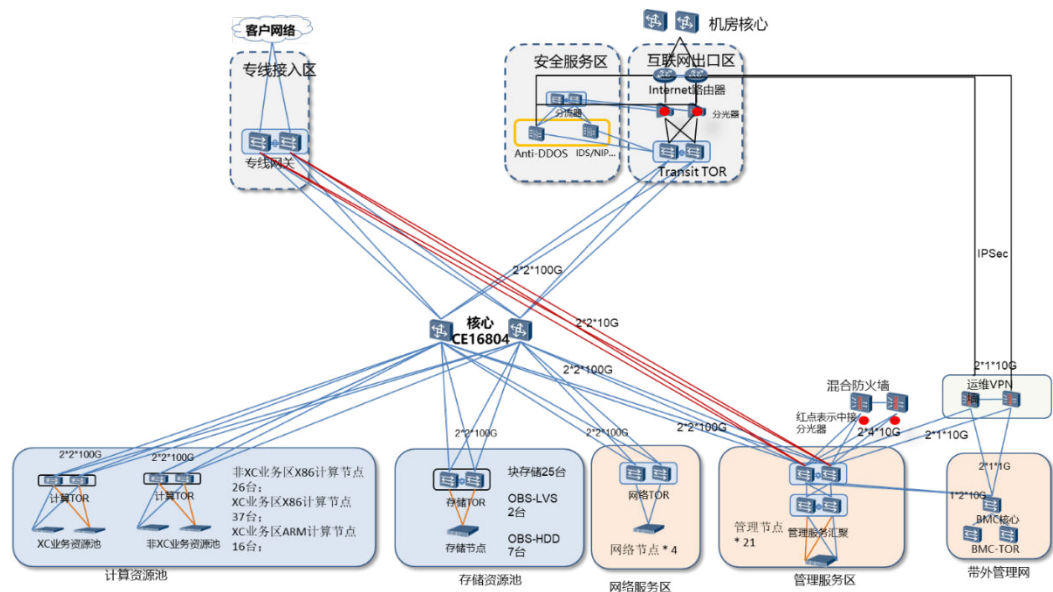 机房核心
客户网络
专线接入区
安全服务区
互联网出口区
Internet路由器
分流器
分光器
Anti-DDOS
IDS/NIP...
专线网关
Transit TOR
IPSec
2*2*100G
核心
CE16804
2*2*10G
2*2*100G
2*1*10G
运维VPN
混合防火墙
红点表示中接
分光器
2*4*10G
2*1*10G
2*2*100G
2*2*100G
2*2*100G
2*2*100G
2*2*100G
2*1*1G
1*2*10G
计算TOR
计算TOR
非XC业务区X86计算节点
26台；
XC业务区X86计算节点
37台；
XC业务区ARM计算节点
16台；
XC业务资源池
非XC业务资源池
计算资源池
块存储25台
存储TOR
OBS-LVS
2台
OBS-HDD
7台
存储节点
存储资源池
网络TOR
网络节点 * 4
网络服务区
管理服务汇聚
管理节点
* 21
管理服务区
BMC核心
BMC-TOR
带外管理网